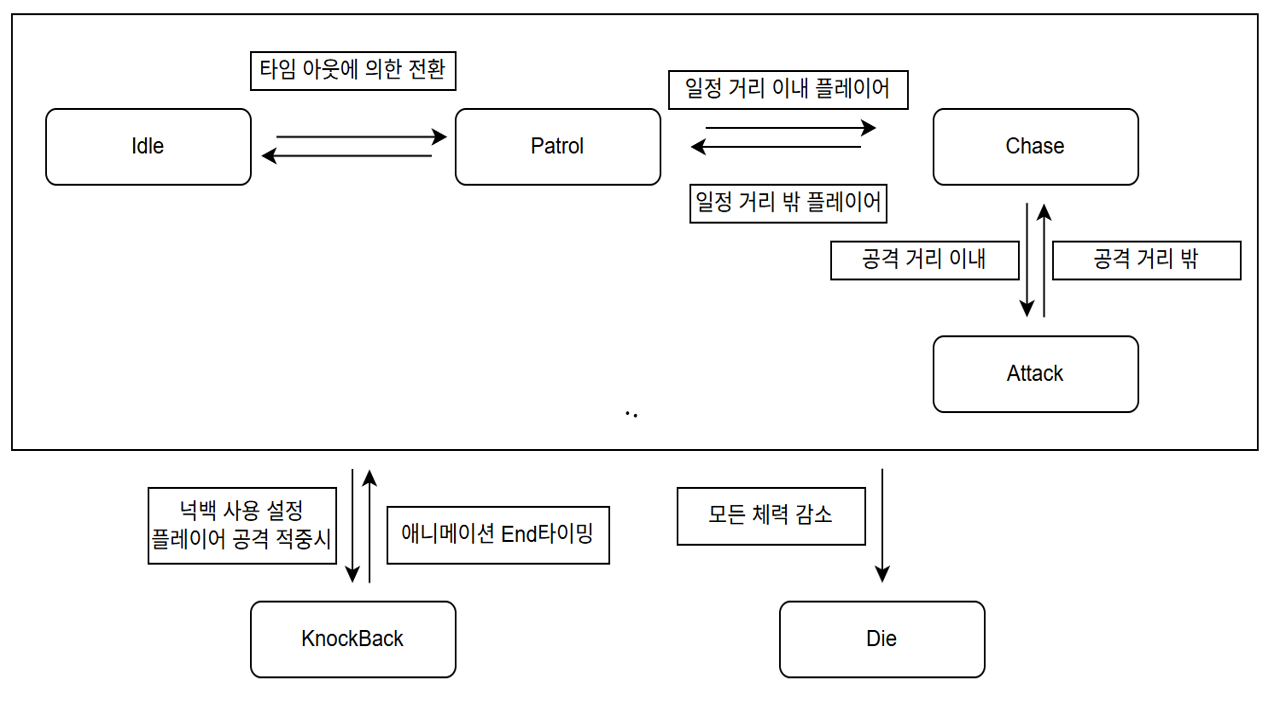 타임 아웃에 의한 전환
일정 거리 이내 플레이어
Idle
Patrol
Chase
일정 거리 밖 플레이어
공격 거리 이내
공격 거리 밖
Attack
넉백 사용 설정
플레이어 공격 적중시
애니메이션 End타이밍
모든 체력 감소
KnockBack
Die